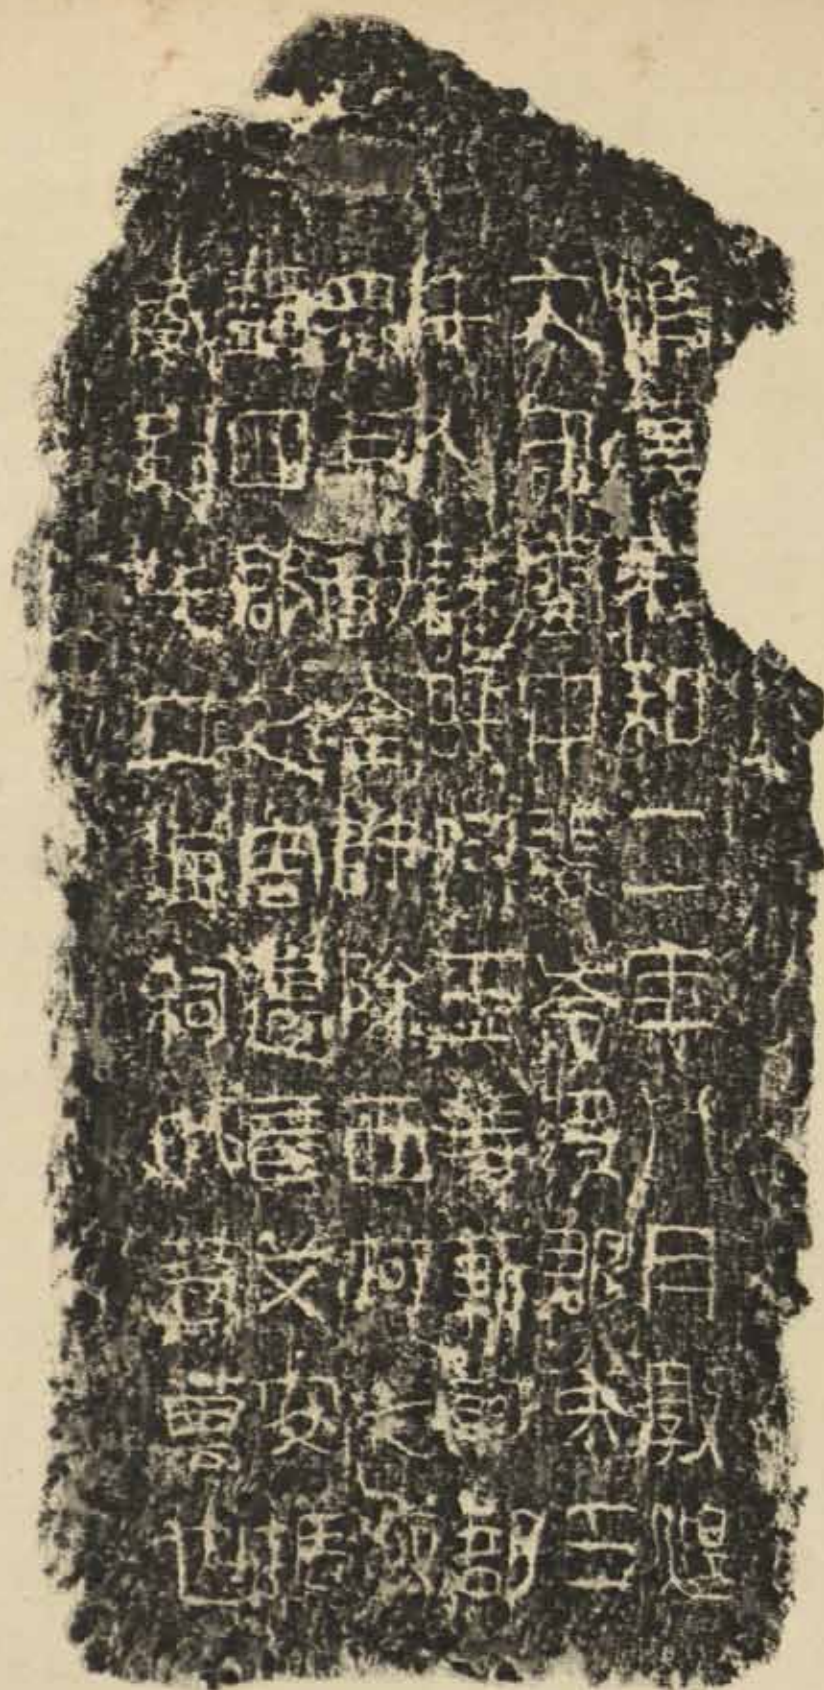 惟漢永和二年八月敦煌
太守雲中裴岑將郡兵三
千人誅呼衍王壽斬馘部
眾克敵全師除西域之疢
蠲四郡之害邊竟艾安振
威到此立海祠以表萬世